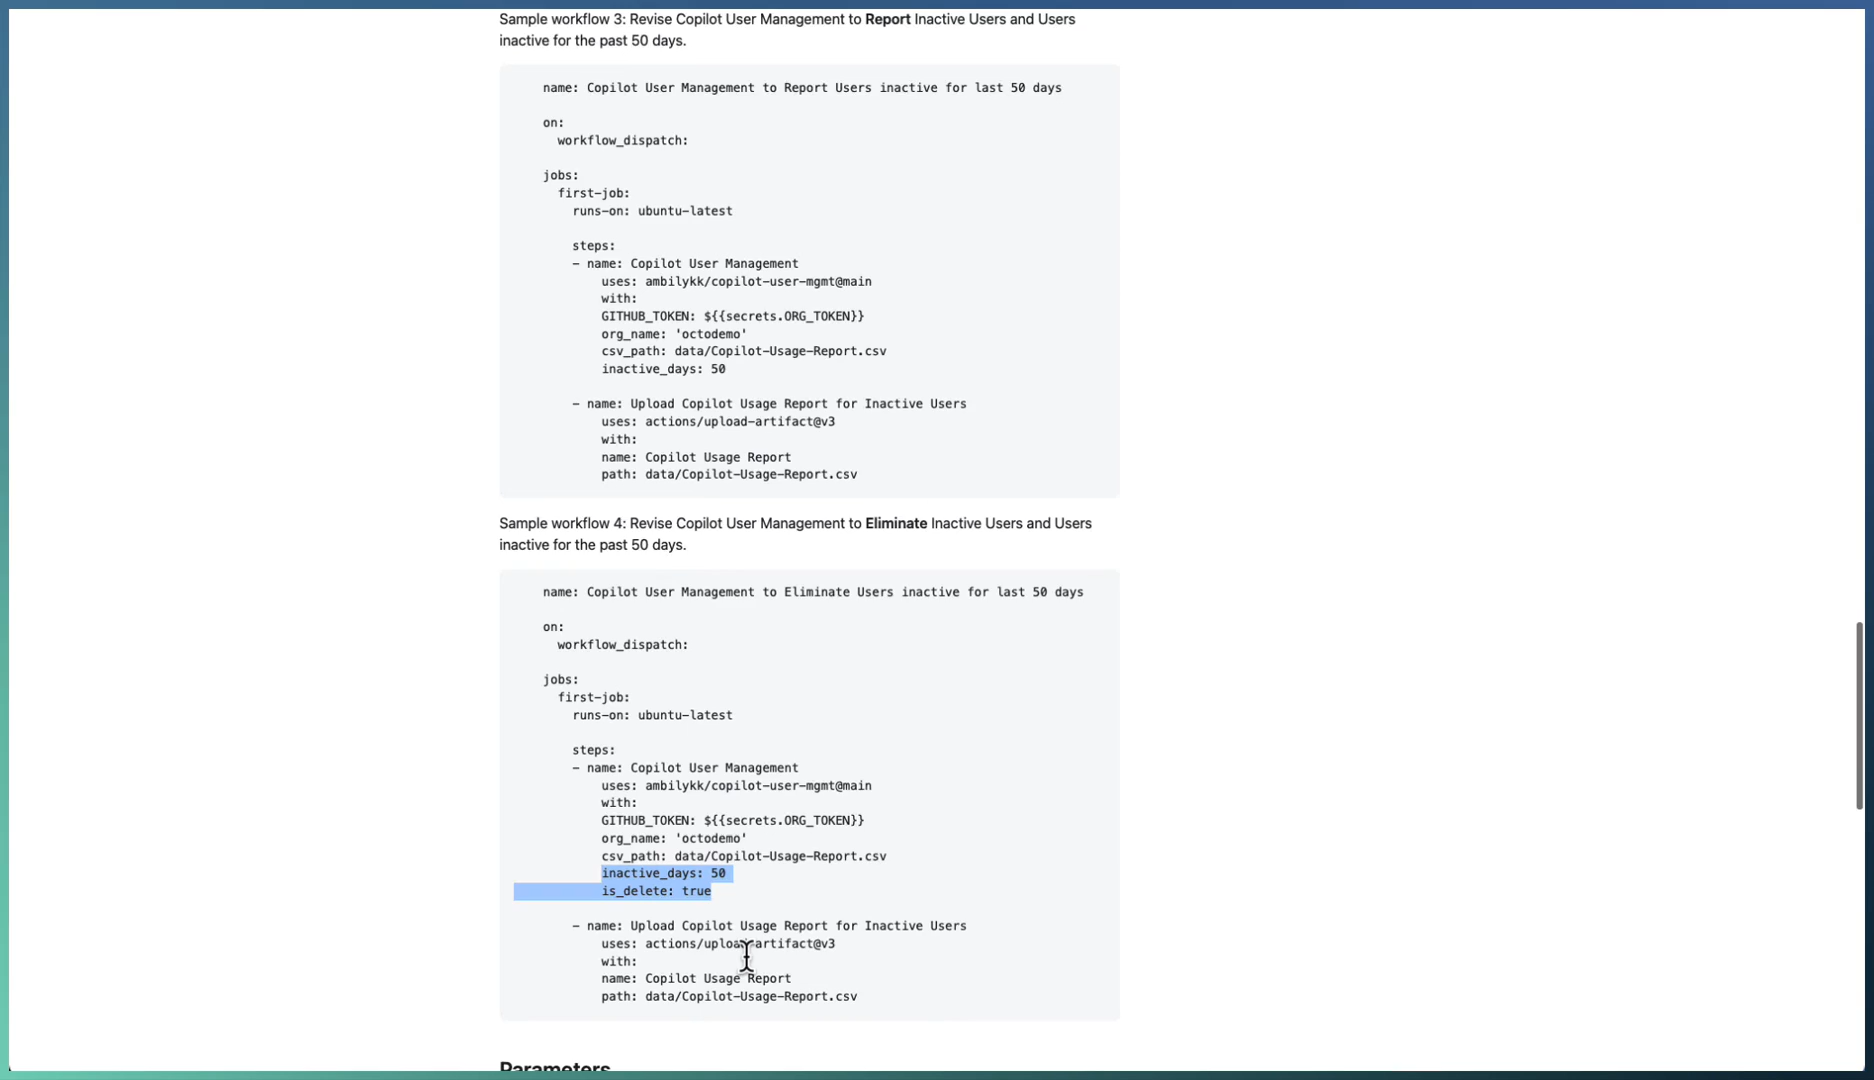 Sample workflow 3: Revise Copilot User Management to Report Inactive Users and Users
inactive for the past 50 days.
name: Copilot User Management to Report Users inactive for last 50 days
on:
workflow_dispatch:
jobs:
first-job:
runs-on: ubuntu-latest
steps:
- name: Copilot User Management
uses: ambilykk/copilot-user-mgmt@main
with:
GITHUB_TOKEN: ${{secrets.ORG_TOKEN}}
org_name: 'octodemo'
csv_path: data/Copilot-Usage-Report.csv
inactive_days: 50
- name: Upload Copilot Usage Report for Inactive Users
uses: actions/upload-artifact@v3
with:
name: Copilot Usage Report
path: data/Copilot-Usage-Report.csv
Sample workflow 4: Revise Copilot User Management to Eliminate Inactive Users and Users
inactive for the past 50 days.
name: Copilot User Management to Eliminate Users inactive for last 50 days
on:
workflow_dispatch:
jobs:
first-job:
runs-on: ubuntu-latest
steps:
- name: Copilot User Management
uses: ambilykk/copilot-user-mgmt@main
with:
GITHUB_TOKEN: ${{secrets.ORG_TOKEN}}
org_name: 'octodemo'
csv_path: data/Copilot-Usage-Report.csv
inactive_days: 50
is_delete: true
- name: Upload Copilot Usage Report for Inactive Users
uses: actions/upload-artifact@v3
with:
name: Copilot Usage Report
path: data/Copilot-Usage-Report.csv
Parameters